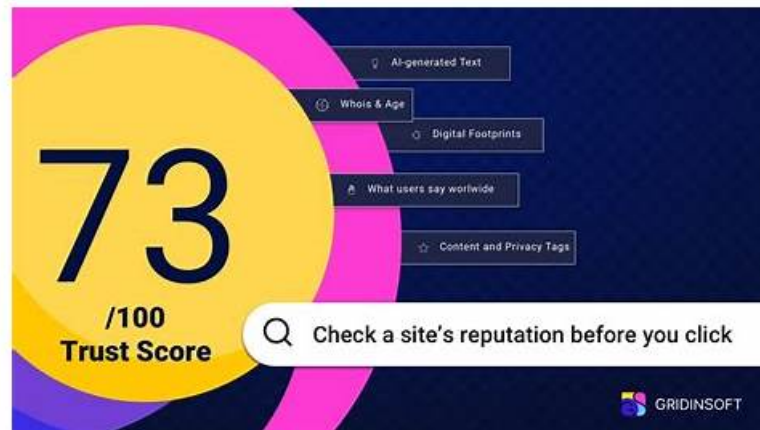 AI-generated Text
Whois & Age
Digital Footprints
What users say worlwide
Content and Privacy Tags
73
/100
Trust Score
Check a site's reputation before you click
GRIDINSOFT